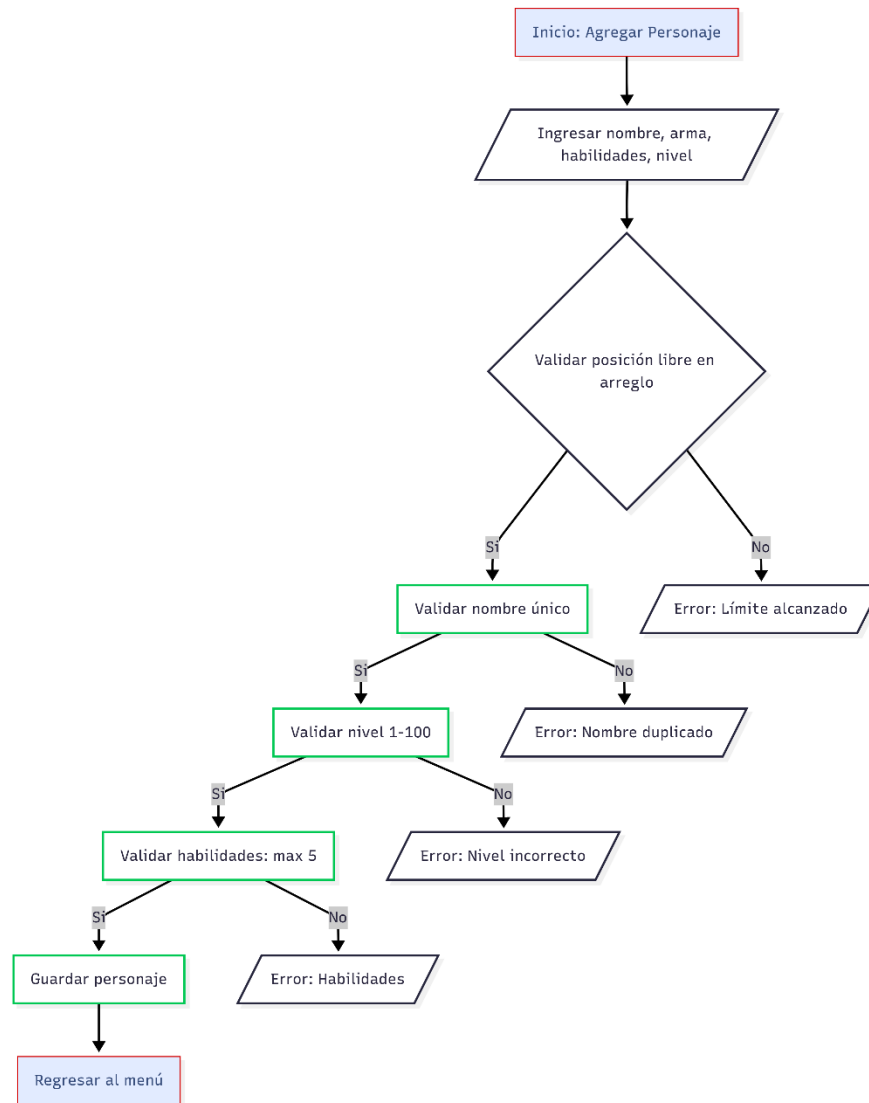 Inicio: Agregar Personaje
Ingresar nombre, arma,
habilidades, nivel
Validar posición libre en
arreglo
Si
No
Validar nombre único
Error: Límite alcanzado
Si
No
Validar nivel 1-100
Error: Nombre duplicado
Si
No
Validar habilidades: max 5
Error: Nivel incorrecto
Si
No
Guardar personaje
Error: Habilidades
Regresar al menú